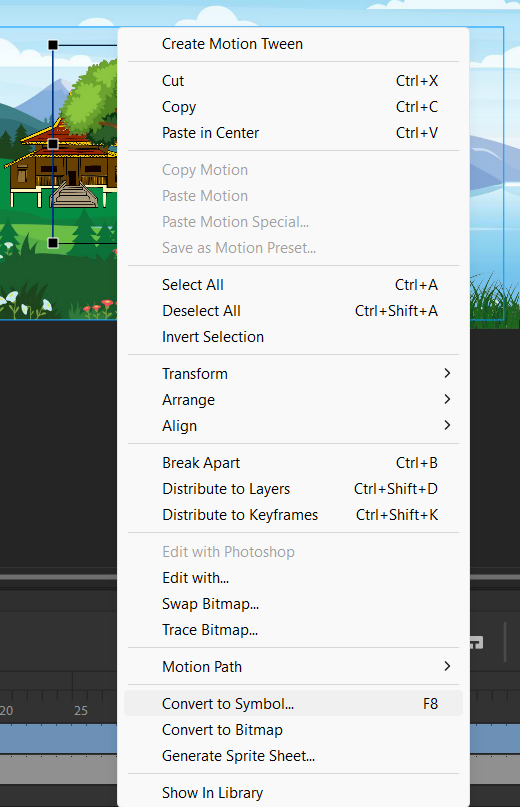 Create Motion Tween
Cut Ctrl+X
Copy Ctrl+C
Paste in Center Ctrl+V
Copy Motion
Paste Motion
Paste Motion Special...
Save as Motion Preset...
Select All Ctrl+A
Deselect All Ctrl+Shift+A
Invert Selection
Transform
Arrange
Align
Break Apart Ctrl+B
Distribute to Layers Ctrl+Shift+D
Distribute to Keyframes Ctrl+Shift+K
Edit with Photoshop
Edit with...
Swap Bitmap...
Trace Bitmap...
Motion Path
Convert to Symbol... F8
20 25
Convert to Bitmap
Generate Sprite Sheet...
Show In Library